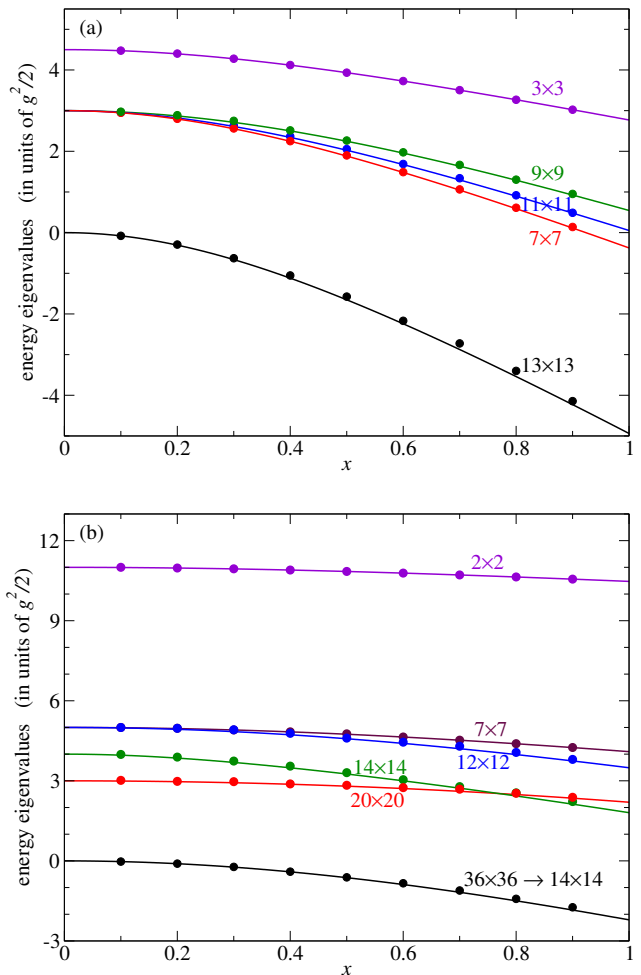 (a)
energy eigenvalues (in units of g²/2)
4
2
0
-2
-4
3×3
9×9
11×11
7×7
13×13
0 0.2 0.4 0.6 0.8 1
x
(b)
energy eigenvalues (in units of g²/2)
12
9
6
3
0
-3
2×2
7×7
12×12
14×14
20×20
36×36 → 14×14
0 0.2 0.4 0.6 0.8 1
x